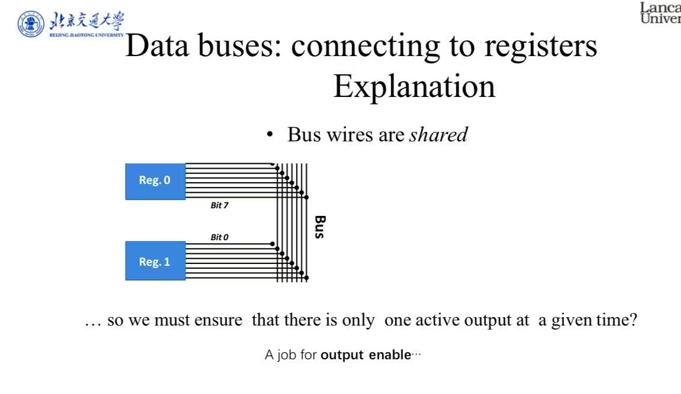 北京交通大学
BEIJING JIAOTONG UNIVERSITY
Lanca
Univer
Data buses: connecting to registers
Explanation
• Bus wires are shared
Reg. 0
Bit 7
Bus
Bit 0
Reg. 1
… so we must ensure that there is only one active output at a given time?
A job for output enable…